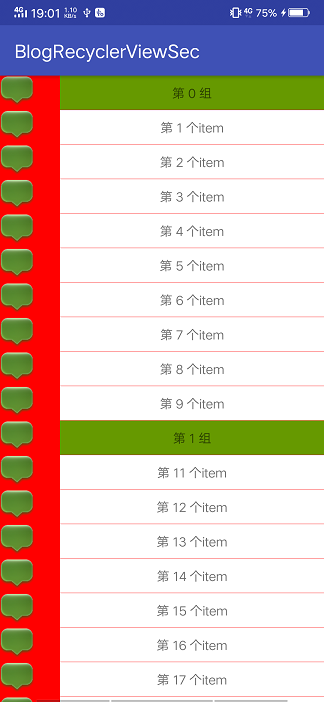 4G 19:01 1.10 KB/s 4G 75%
BlogRecyclerViewSec
第 0 组
第 1 个item
第 2 个item
第 3 个item
第 4 个item
第 5 个item
第 6 个item
第 7 个item
第 8 个item
第 9 个item
第 1 组
第 11 个item
第 12 个item
第 13 个item
第 14 个item
第 15 个item
第 16 个item
第 17 个item